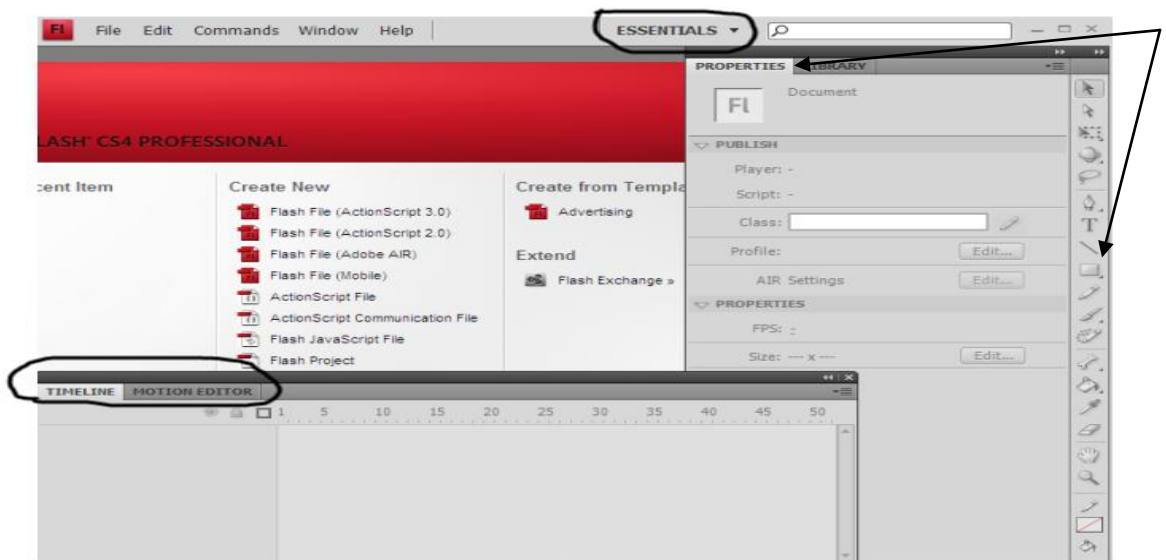 Fl File Edit Commands Window Help ESSENTIALS
PROPERTIES LIBRARY
Fl Document
LASH® CS4 PROFESSIONAL
PUBLISH
Player: -
Script: -
Class:
Profile: Edit...
AIR Settings Edit...
PROPERTIES
FPS: -
Size: --- x --- Edit...
cent Item
Create New
Flash File (ActionScript 3.0)
Flash File (ActionScript 2.0)
Flash File (Adobe AIR)
Flash File (Mobile)
ActionScript File
ActionScript Communication File
Flash JavaScript File
Flash Project
Create from Templa
Advertising
Extend
Flash Exchange »
T
TIMELINE MOTION EDITOR
1 5 10 15 20 25 30 35 40 45 50